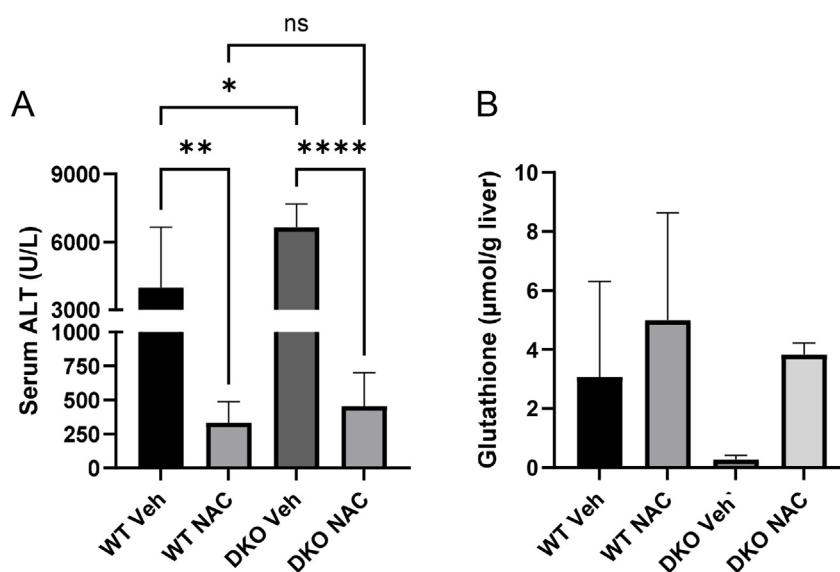 ns
*
A
B
** ****
9000
6000
3000
1000
750
500
250
0
Serum ALT (U/L)
WT Veh
WT NAC
DKO Veh
DKO NAC
10
8
6
4
2
0
Glutathione (µmol/g liver)
WT Veh
WT NAC
DKO Veh`
DKO NAC